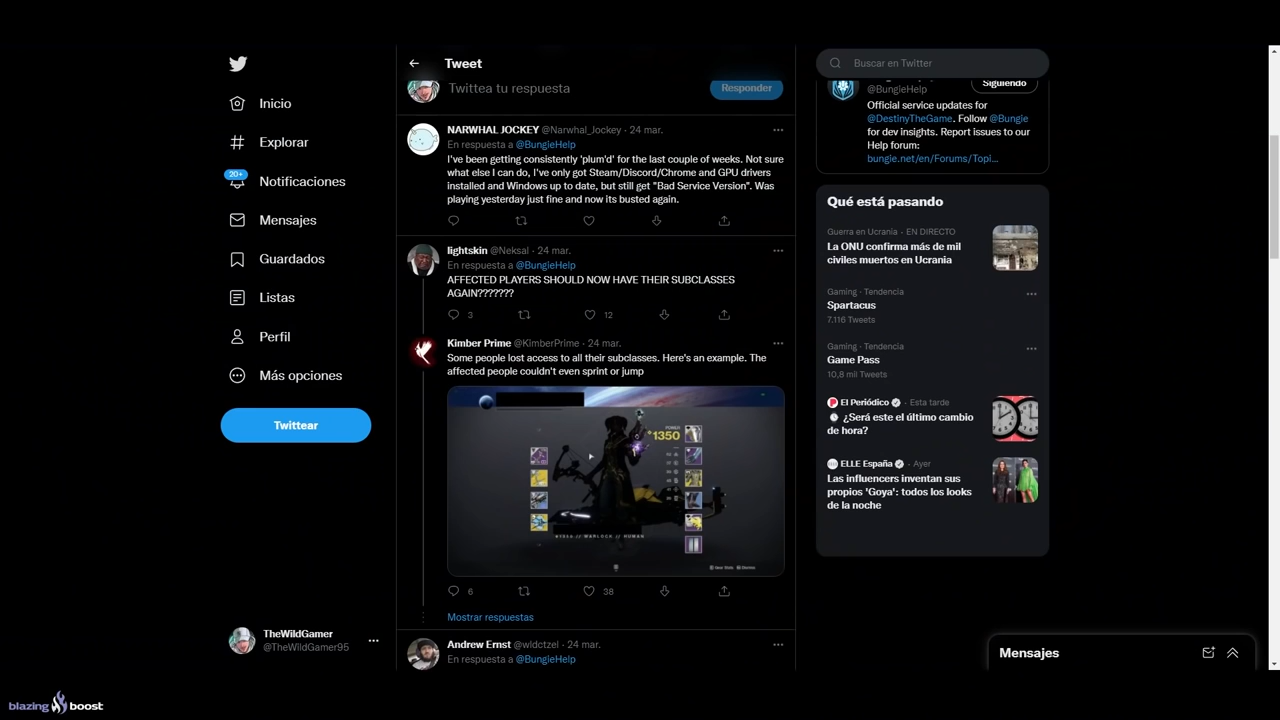 Tweet
Inicio
Explorar
20+
Notificaciones
Mensajes
Guardados
Listas
Perfil
Más opciones
Twittear
TheWildGamer
@TheWildGamer95
Twittea tu respuesta
Responder
NARWHAL JOCKEY @Narwhal_Jockey · 24 mar.
En respuesta a @BungieHelp
I've been getting consistently 'plum'd' for the last couple of weeks. Not sure
what else I can do, I've only got Steam/Discord/Chrome and GPU drivers
installed and Windows up to date, but still get "Bad Service Version". Was
playing yesterday just fine and now its busted again.
lightskin @Neksal · 24 mar.
En respuesta a @BungieHelp
AFFECTED PLAYERS SHOULD NOW HAVE THEIR SUBCLASSES
AGAIN???????
3 12
Kimber Prime @KimberPrime · 24 mar.
Some people lost access to all their subclasses. Here's an example. The
affected people couldn't even sprint or jump
POWER
1350
// WARLOCK // HUMAN
6 38
Mostrar respuestas
Andrew Ernst @wldctzel · 24 mar.
En respuesta a @BungieHelp
Buscar en Twitter
@BungieHelp
Siguiendo
Official service updates for
@DestinyTheGame. Follow @Bungie
for dev insights. Report issues to our
Help forum:
bungie.net/en/Forums/Topi...
Qué está pasando
Guerra en Ucrania · EN DIRECTO
La ONU confirma más de mil
civiles muertos en Ucrania
Gaming · Tendencia
Spartacus
7.116 Tweets
Gaming · Tendencia
Game Pass
10,8 mil Tweets
El Periódico · Esta tarde
¿Será este el último cambio
de hora?
ELLE España · Ayer
Las influencers inventan sus
propios 'Goya': todos los looks
de la noche
Mensajes
blazing boost